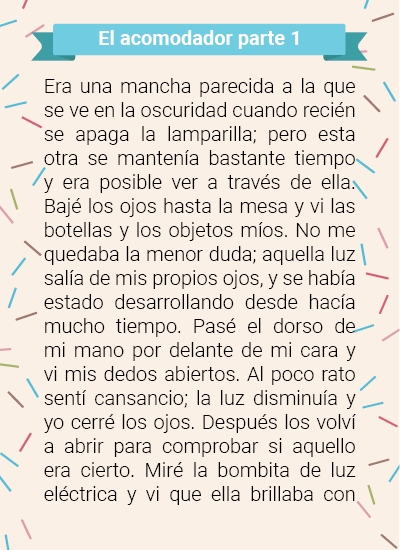 El acomodador parte 1
Era una mancha parecida a la que
se ve en la oscuridad cuando recién
se apaga la lamparilla; pero esta
otra se mantenía bastante tiempo
y era posible ver a través de ella.
Bajé los ojos hasta la mesa y vi las
botellas y los objetos míos. No me
quedaba la menor duda; aquella luz
salía de mis propios ojos, y se había
estado desarrollando desde hacía
mucho tiempo. Pasé el dorso de
mi mano por delante de mi cara y
vi mis dedos abiertos. Al poco rato
sentí cansancio; la luz disminuía y
yo cerré los ojos. Después los volví
a abrir para comprobar si aquello
era cierto. Miré la bombita de luz
eléctrica y vi que ella brillaba con